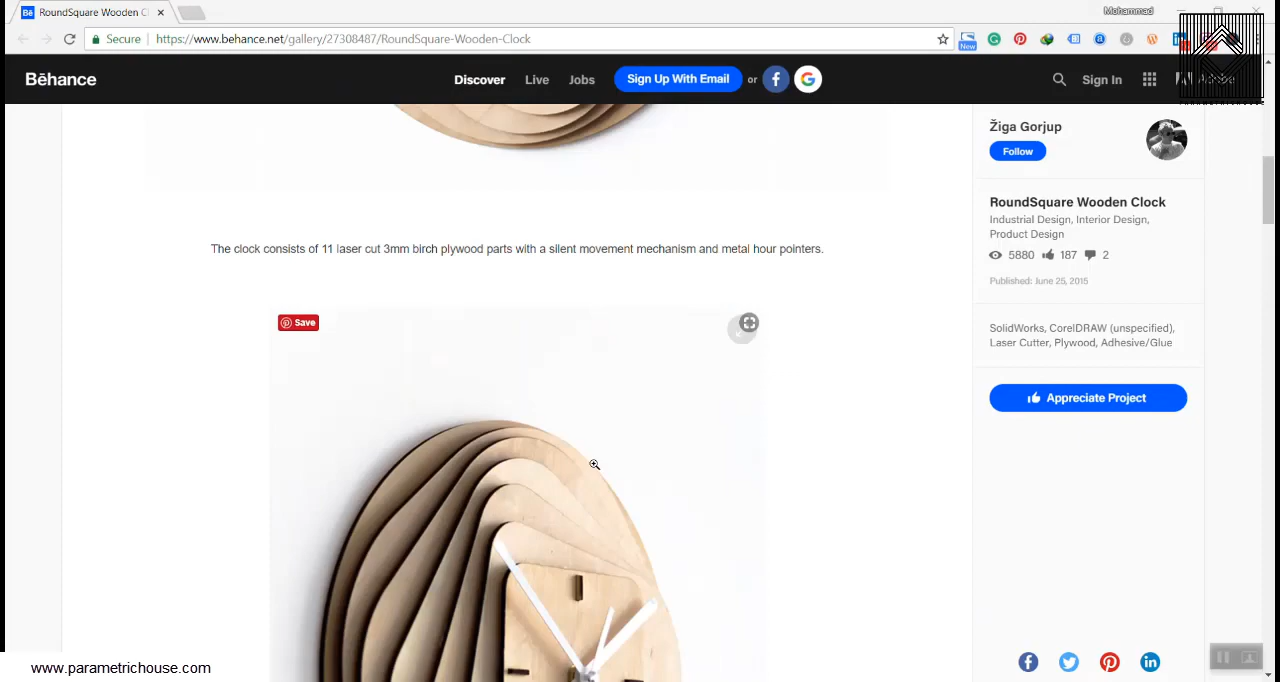 RoundSquare Wooden Cl
Mohammad
Secure
https://www.behance.net/gallery/27308487/RoundSquare-Wooden-Clock
New
Bēhance
Discover
Live
Jobs
Sign Up With Email
or
Sign In
Žiga Gorjup
Follow
RoundSquare Wooden Clock
Industrial Design, Interior Design,
Product Design
5880
187
2
Published: June 25, 2015
The clock consists of 11 laser cut 3mm birch plywood parts with a silent movement mechanism and metal hour pointers.
Save
SolidWorks, CorelDRAW (unspecified),
Laser Cutter, Plywood, Adhesive/Glue
Appreciate Project
www.parametrichouse.com